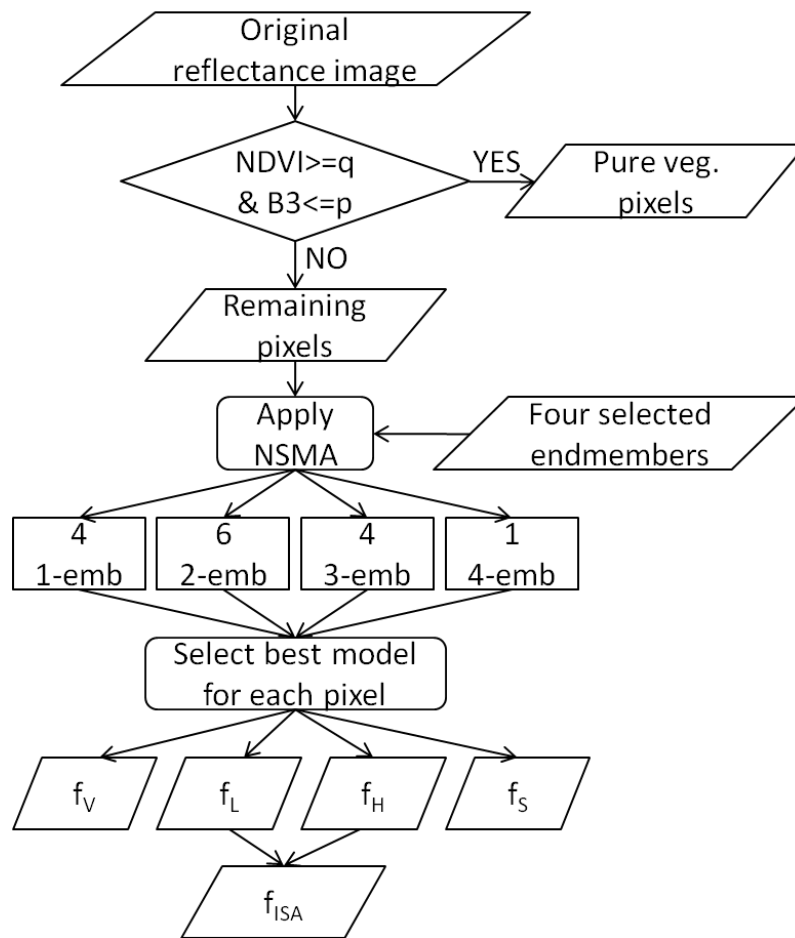 Original
reflectance image
NDVI>=q
& B3<=p
YES
Pure veg.
pixels
NO
Remaining
pixels
Apply
NSMA
Four selected
endmembers
4
1-emb
6
2-emb
4
3-emb
1
4-emb
Select best model
for each pixel
fV
fL
fH
fS
fISA